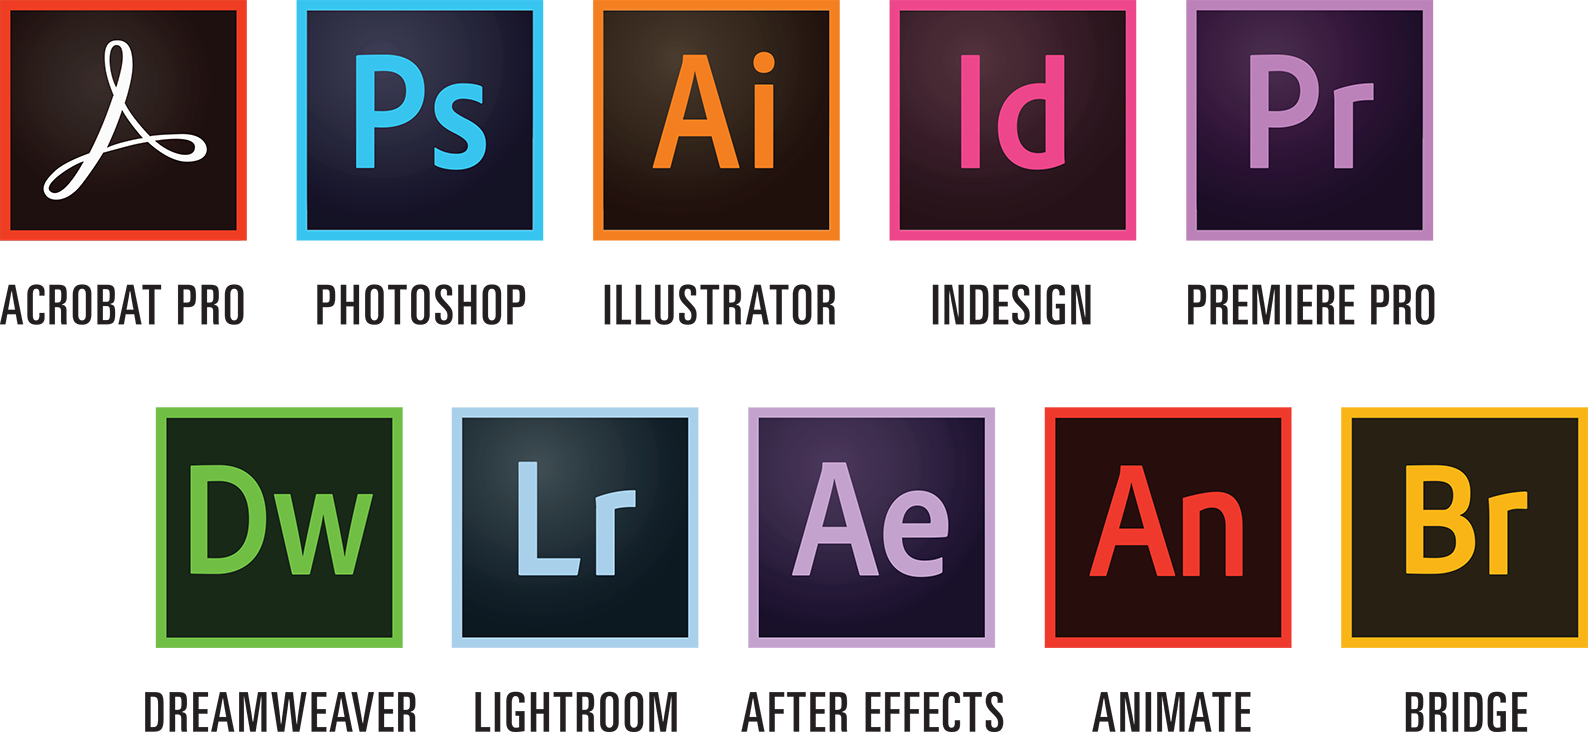 Ps Ai Id Pr
ACROBAT PRO PHOTOSHOP ILLUSTRATOR INDESIGN PREMIERE PRO
Dw Lr Ae An Br
DREAMWEAVER LIGHTROOM AFTER EFFECTS ANIMATE BRIDGE